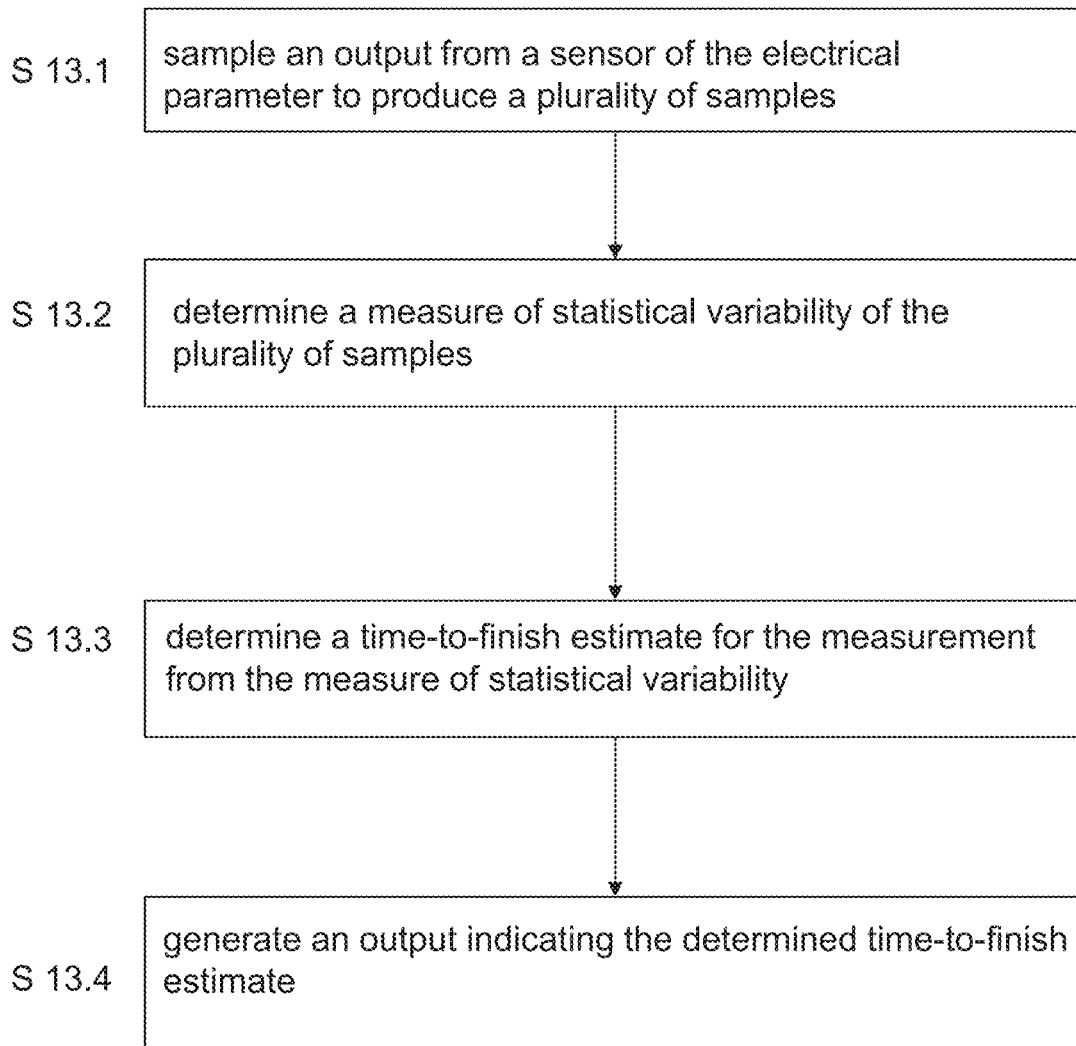 S 13.1
sample an output from a sensor of the electrical
parameter to produce a plurality of samples
S 13.2
determine a measure of statistical variability of the
plurality of samples
S 13.3
determine a time-to-finish estimate for the measurement
from the measure of statistical variability
S 13.4
generate an output indicating the determined time-to-finish
estimate